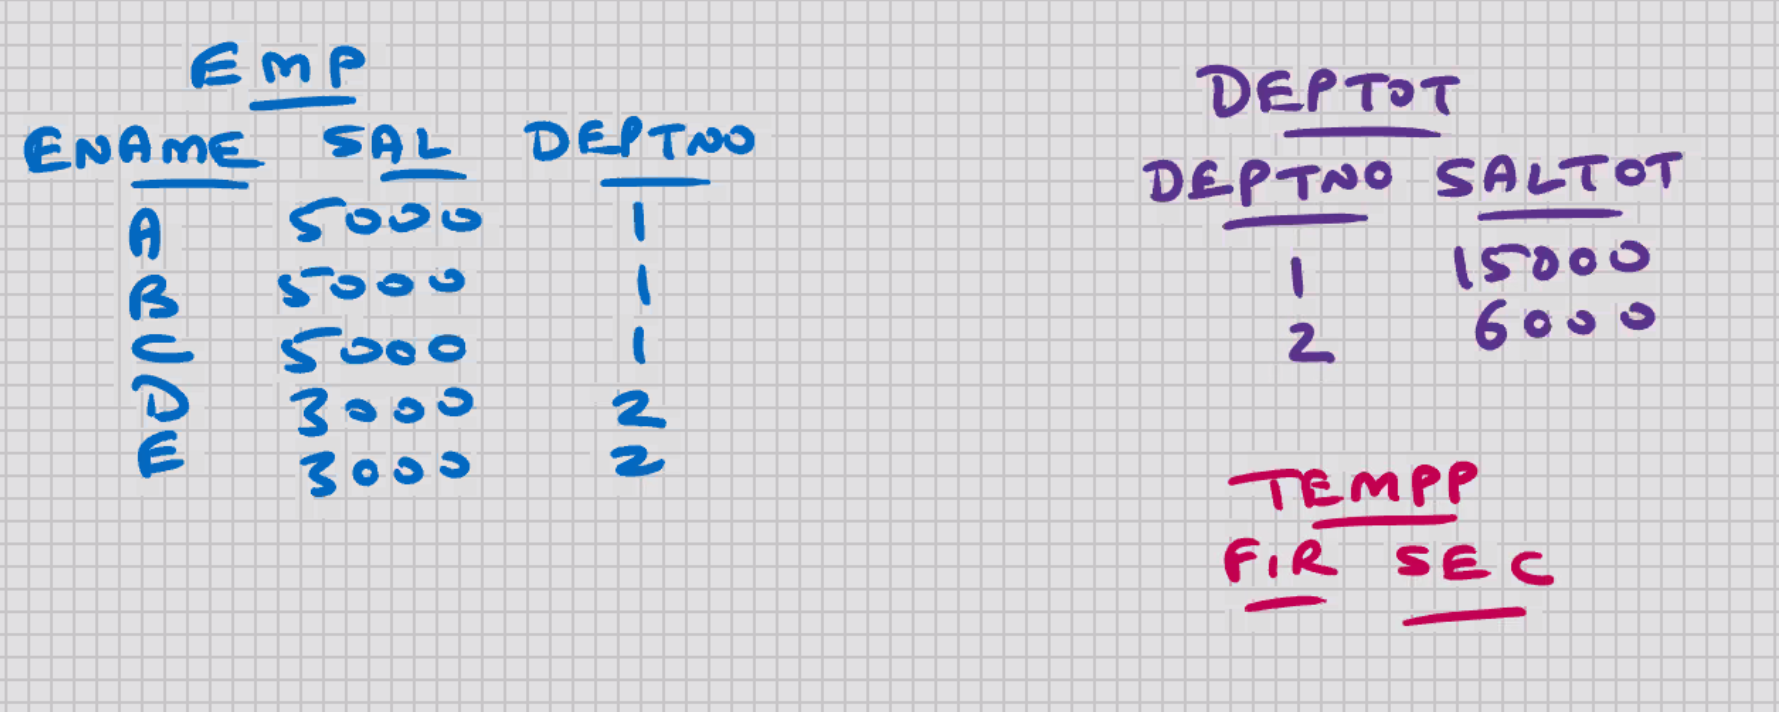 EMP
ENAME SAL DEPTNO
A 5000 1
B 5000 1
C 5000 1
D 3000 2
E 3000 2
DEPTOT
DEPTNO SALTOT
1 15000
2 6000
TEMPP
FIR SEC